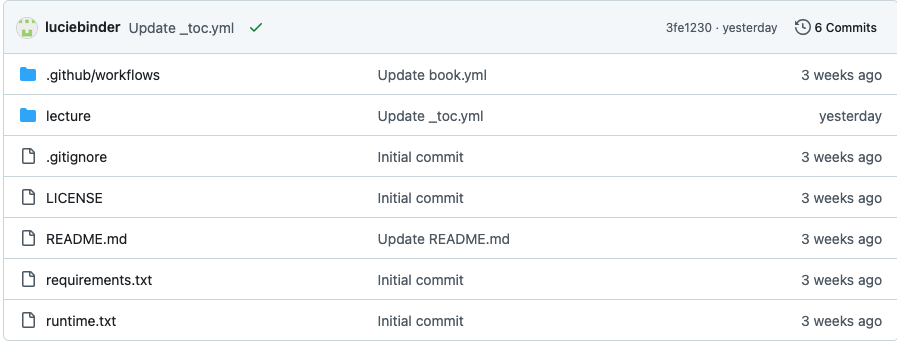 luciebinder Update _toc.yml 3fe1230 · yesterday 6 Commits
.github/workflows Update book.yml 3 weeks ago
lecture Update _toc.yml yesterday
.gitignore Initial commit 3 weeks ago
LICENSE Initial commit 3 weeks ago
README.md Update README.md 3 weeks ago
requirements.txt Initial commit 3 weeks ago
runtime.txt Initial commit 3 weeks ago